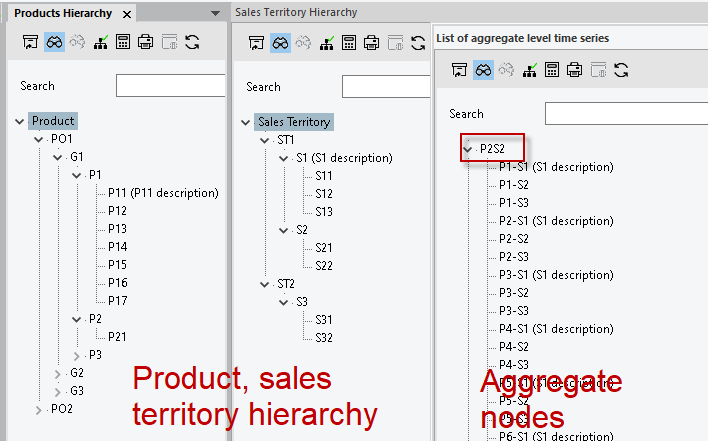 Products Hierarchy
Search
Product
PO1
G1
P1
P11 (P11 description)
P12
P13
P14
P15
P16
P17
P2
P21
P3
G2
G3
PO2
Sales Territory Hierarchy
Search
Sales Territory
ST1
S1 (S1 description)
S11
S12
S13
S2
S21
S22
ST2
S3
S31
S32
Product, sales
territory hierarchy
List of aggregate level time series
Search
P2S2
P1-S1 (S1 description)
P1-S2
P1-S3
P2-S1 (S1 description)
P2-S2
P2-S3
P3-S1 (S1 description)
P3-S2
P3-S3
P4-S1 (S1 description)
P4-S2
P4-S3
P5-S1 (S1 description)
P5-S2
P5-S3
P6-S1 (S1 description)
Aggregate
nodes